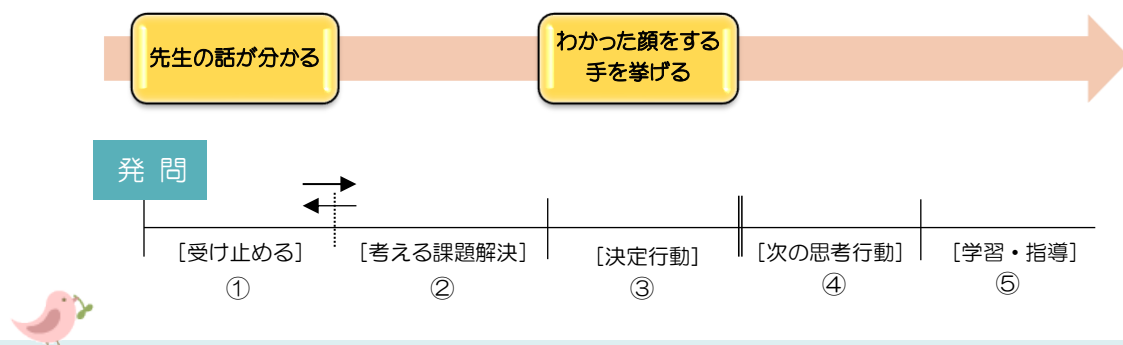 先生の話が分かる
わかった顔をする
手を挙げる
発 問
[受け止める]
[考える課題解決]
[決定行動]
[次の思考行動]
[学習・指導]
①
②
③
④
⑤